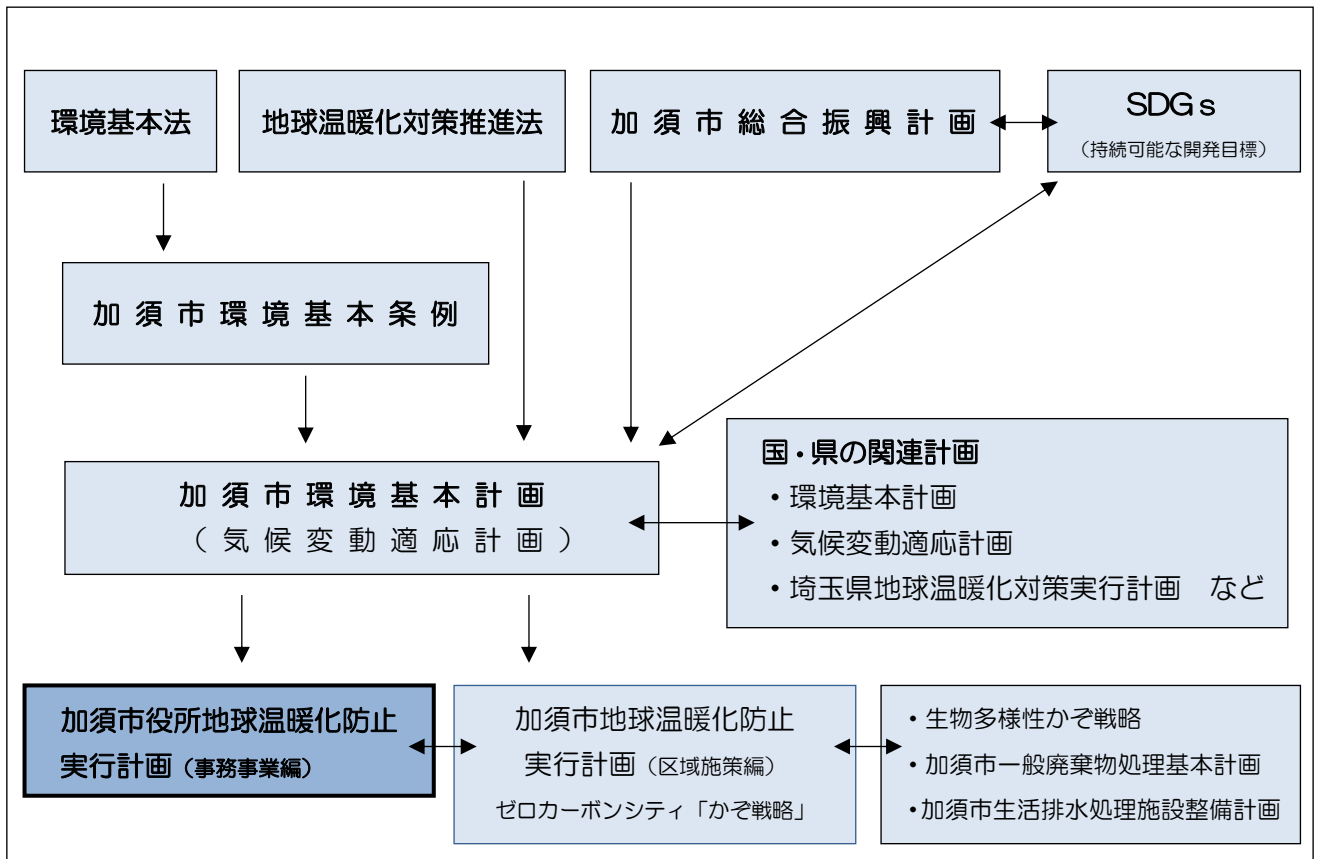 環境基本法
地球温暖化対策推進法
加須市総合振興計画
SDGs
（持続可能な開発目標）
加須市環境基本条例
加須市環境基本計画
（気候変動適応計画）
国・県の関連計画
・環境基本計画
・気候変動適応計画
・埼玉県地球温暖化対策実行計画　など
加須市役所地球温暖化防止
実行計画（事務事業編）
加須市地球温暖化防止
実行計画（区域施策編）
ゼロカーボンシティ「かぞ戦略」
・生物多様性かぞ戦略
・加須市一般廃棄物処理基本計画
・加須市生活排水処理施設整備計画